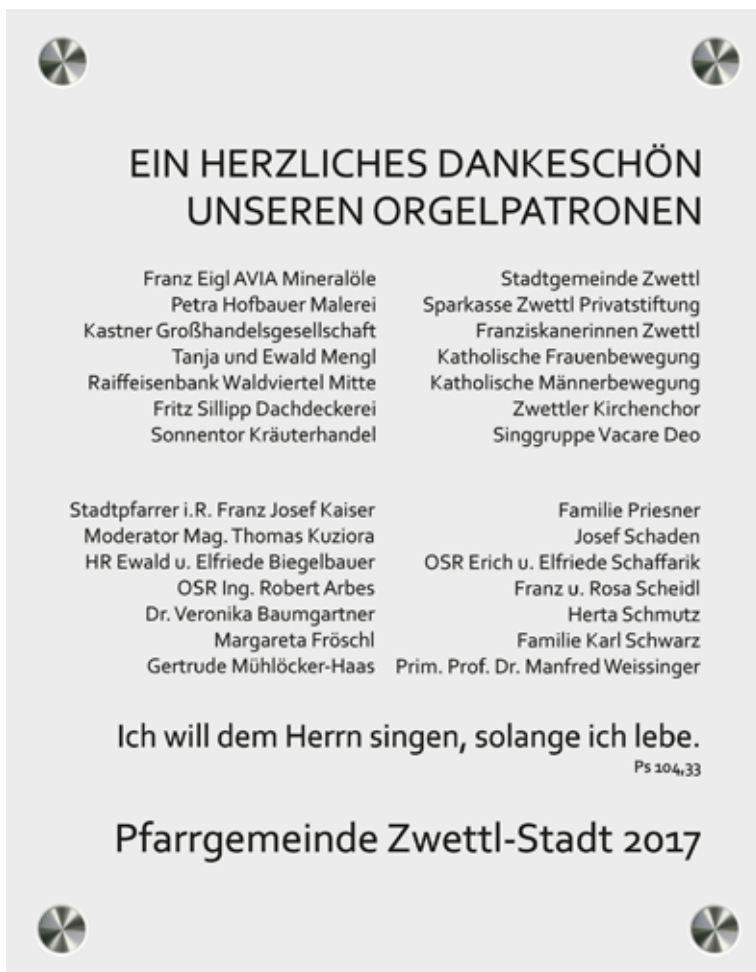 EIN HERZLICHES DANKESCHÖN
UNSEREN ORGELPATRONEN
Franz Eigl AVIA Mineralöle
Petra Hofbauer Malerei
Kastner Großhandelsgesellschaft
Tanja und Ewald Mengl
Raiffeisenbank Waldviertel Mitte
Fritz Sillipp Dachdeckerei
Sonnentor Kräuterhandel
Stadtgemeinde Zwettl
Sparkasse Zwettl Privatstiftung
Franziskanerinnen Zwettl
Katholische Frauenbewegung
Katholische Männerbewegung
Zwettler Kirchenchor
Singgruppe Vacare Deo
Stadtpfarrer i.R. Franz Josef Kaiser
Moderator Mag. Thomas Kuziora
HR Ewald u. Elfriede Biegelbauer
OSR Ing. Robert Arbes
Dr. Veronika Baumgartner
Margareta Fröschl
Gertrude Mühlöcker-Haas
Familie Priesner
Josef Schaden
OSR Erich u. Elfriede Schaffarik
Franz u. Rosa Scheidl
Herta Schmutz
Familie Karl Schwarz
Prim. Prof. Dr. Manfred Weissinger
Ich will dem Herrn singen, solange ich lebe.
Ps 104,33
Pfarrgemeinde Zwettl-Stadt 2017